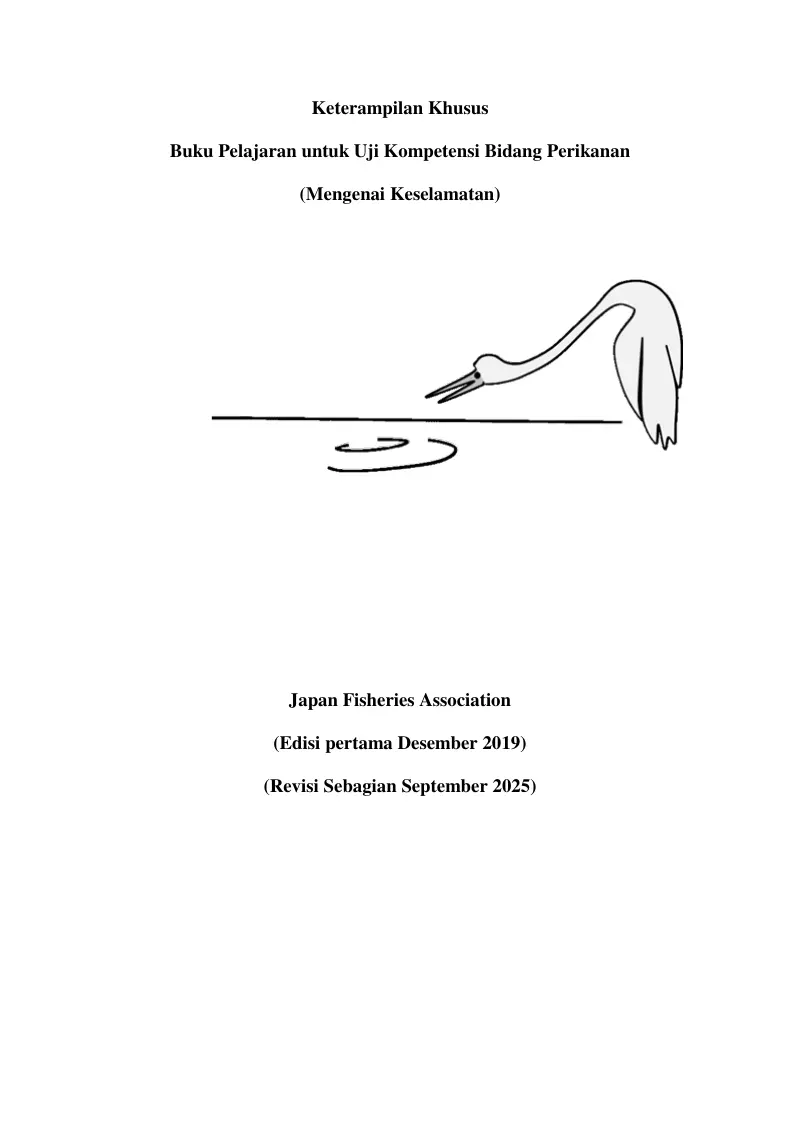 Keterampilan Khusus
Buku Pelajaran untuk Uji Kompetensi Bidang Perikanan
(Mengenai Keselamatan)
Japan Fisheries Association
(Edisi pertama Desember 2019)
(Revisi Sebagian September 2025)